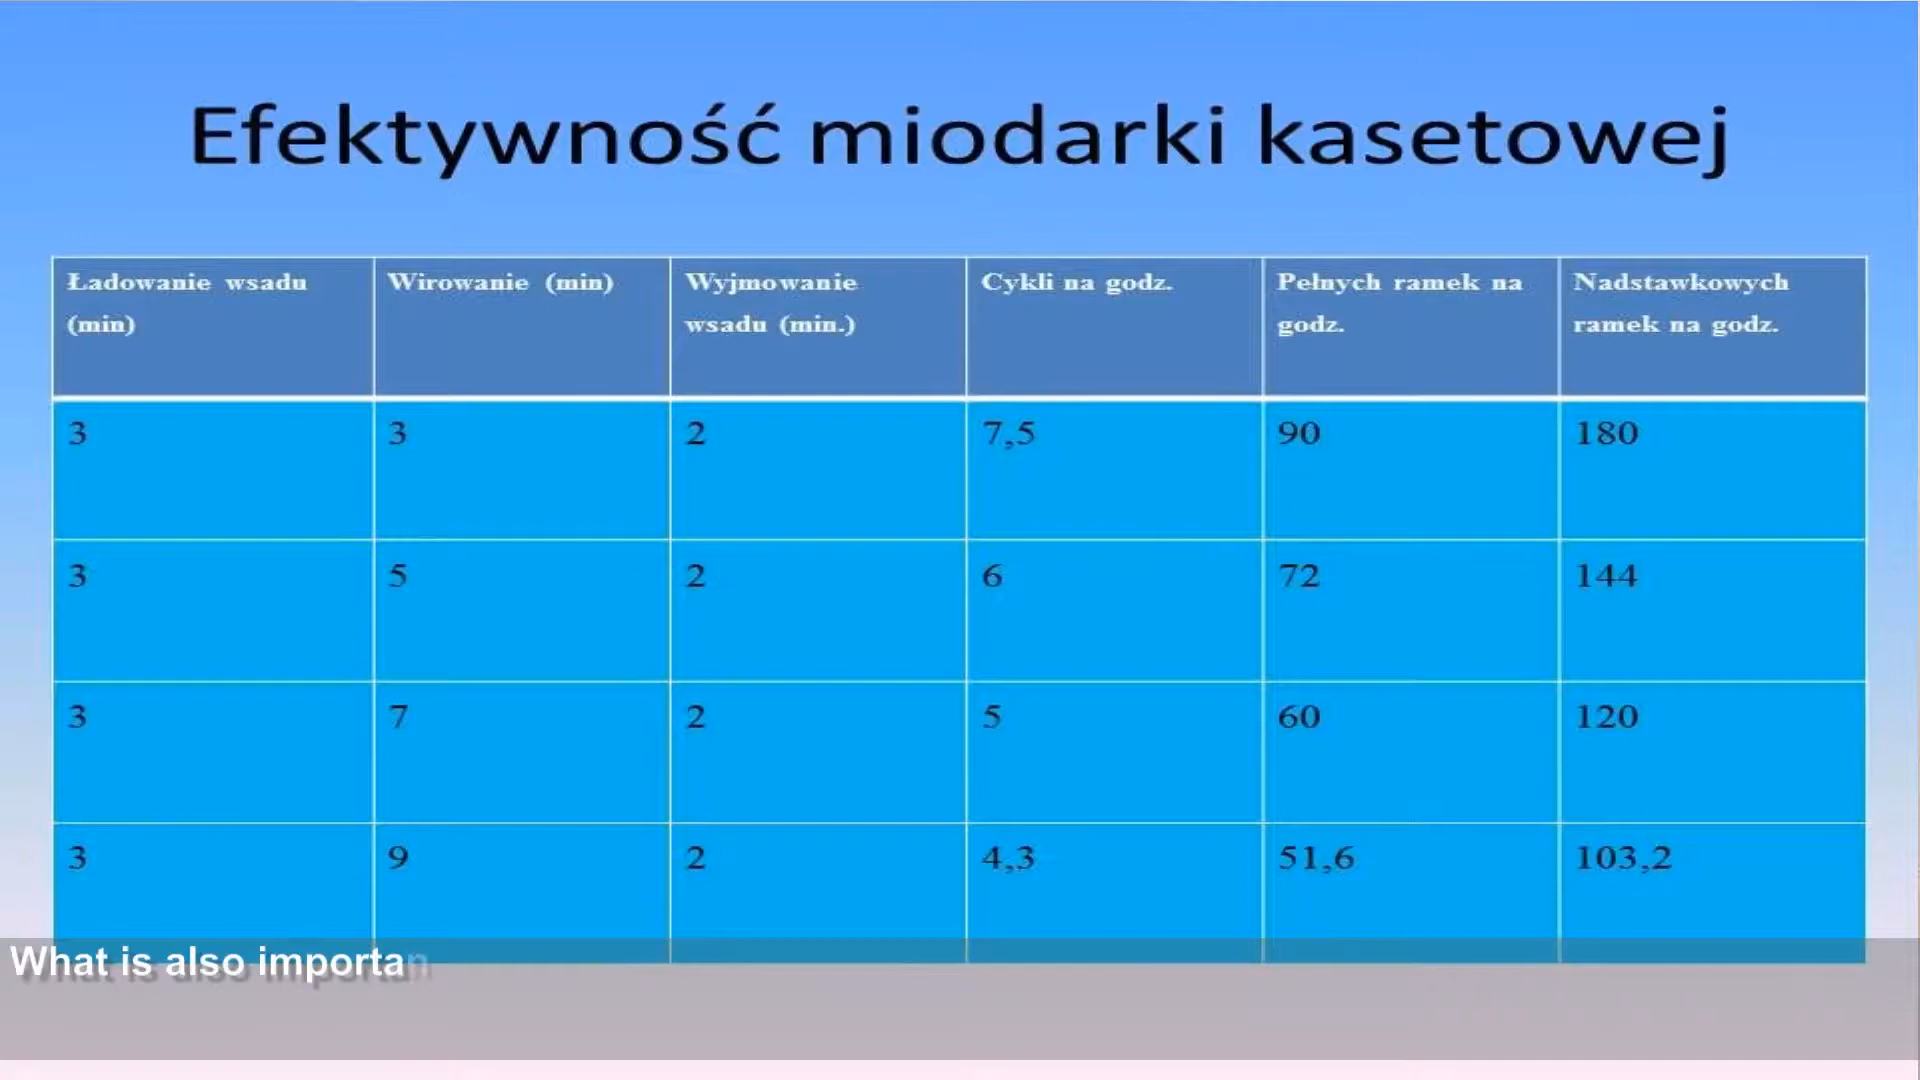 Efektywność miodarki kasetowej
Ładowanie wsadu (min) Wirowanie (min) Wyjmowanie wsadu (min.) Cykli na godz. Pełnych ramek na godz. Nadstawkowych ramek na godz.
3 3 2 7,5 90 180
3 5 2 6 72 144
3 7 2 5 60 120
3 9 2 4,3 51,6 103,2
What is also importan